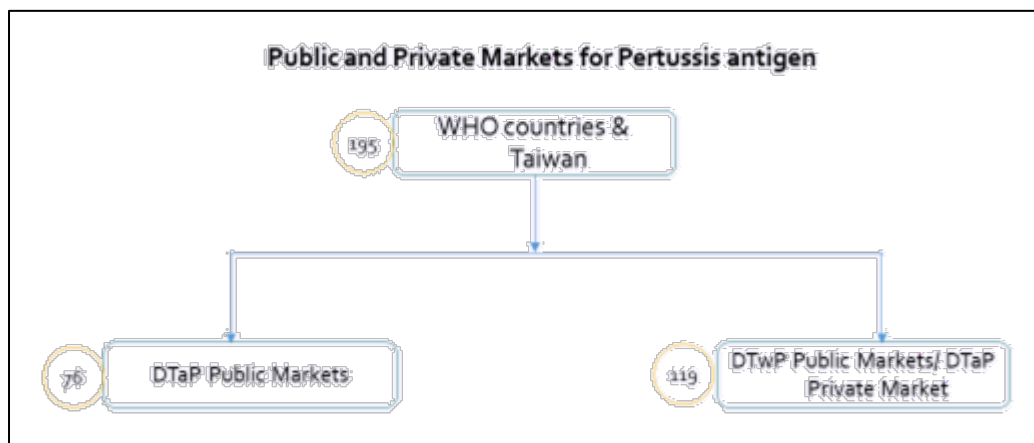 Public and Private Markets for Pertussis antigen
195
WHO countries &
Taiwan
76
DTaP Public Markets
119
DTwP Public Markets/ DTaP
Private Market